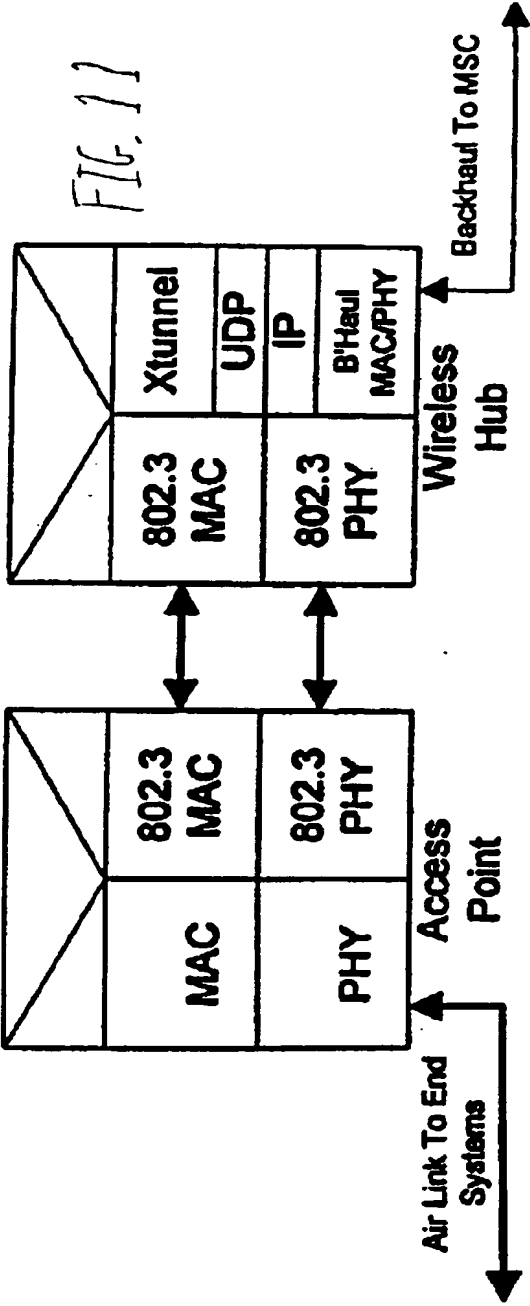 FIG. 11
MAC
802.3
MAC
PHY
802.3
PHY
Access
Point
Air Link To End
Systems
802.3
MAC
Xtunnel
UDP
802.3
PHY
IP
B'Haul
MAC/PHY
Wireless
Hub
Backhaul To MSC